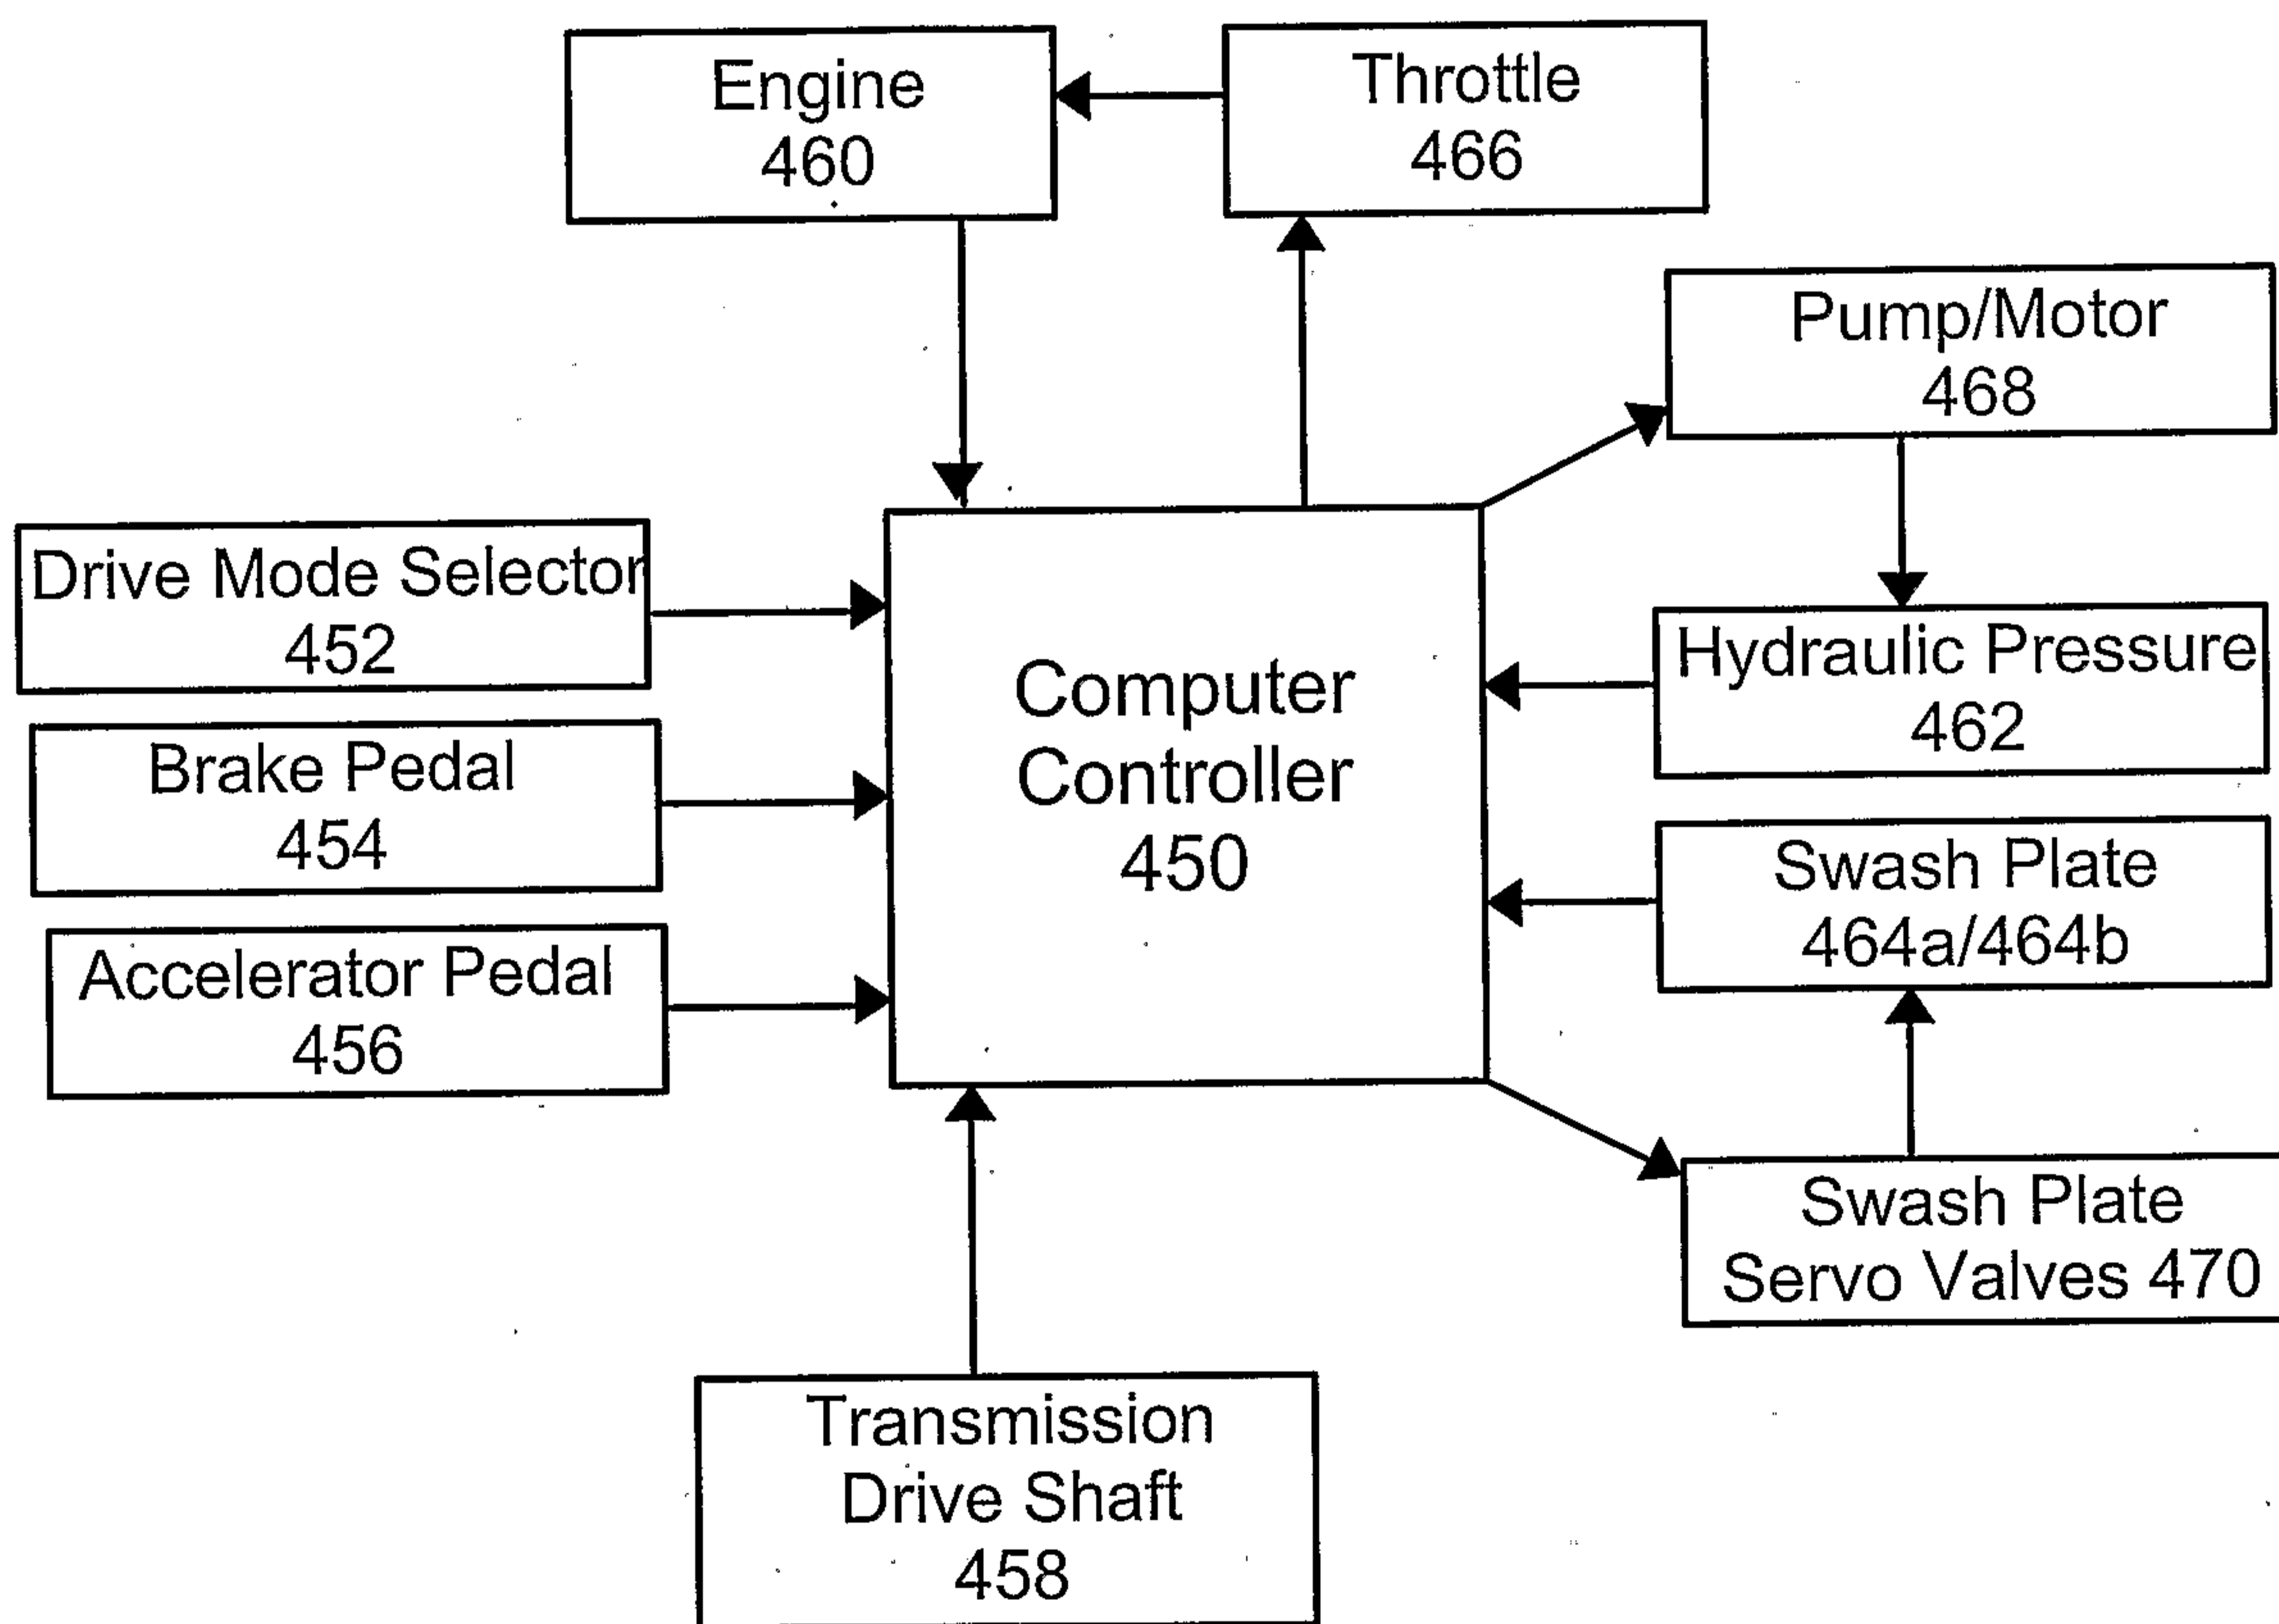 Engine
460
Throttle
466
Pump/Motor
468
Drive Mode Selector
452
Computer
Controller
450
Hydraulic Pressure
462
Brake Pedal
454
Swash Plate
464a/464b
Accelerator Pedal
456
Swash Plate
Servo Valves 470
Transmission
Drive Shaft
458